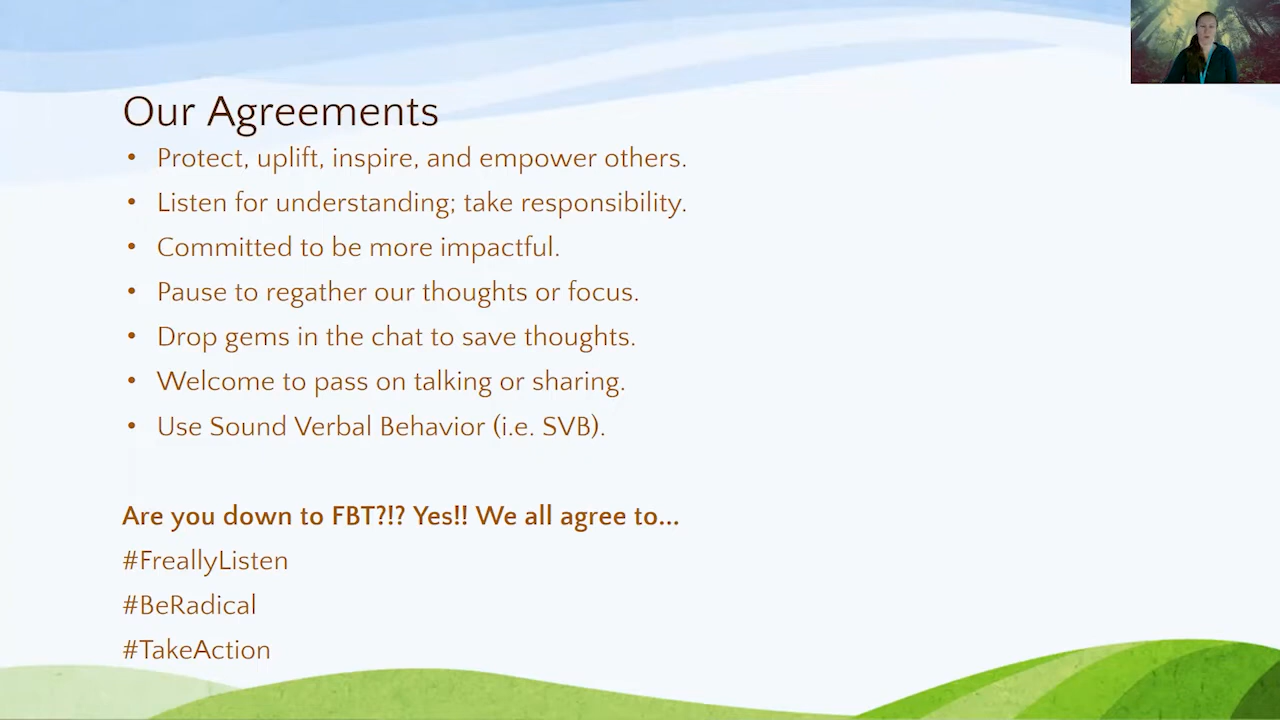 Our Agreements
• Protect, uplift, inspire, and empower others.
• Listen for understanding; take responsibility.
• Committed to be more impactful.
• Pause to regather our thoughts or focus.
• Drop gems in the chat to save thoughts.
• Welcome to pass on talking or sharing.
• Use Sound Verbal Behavior (i.e. SVB).
Are you down to FBT?!? Yes!! We all agree to...
#FreallyListen
#BeRadical
#TakeAction